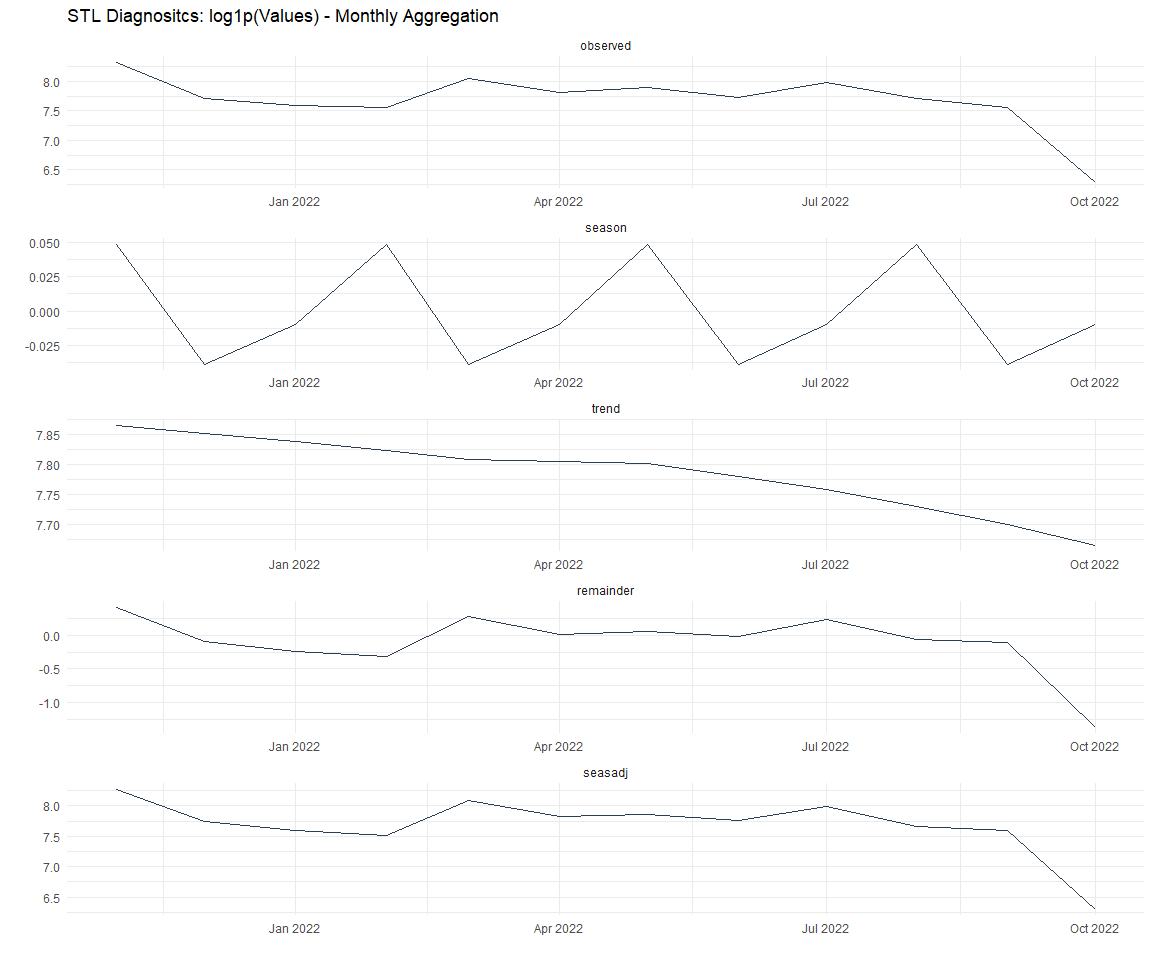 STL Diagnositcs: log1p(Values) - Monthly Aggregation
observed
8.0
7.5
7.0
6.5
Jan 2022 Apr 2022 Jul 2022 Oct 2022
season
0.050
0.025
0.000
-0.025
Jan 2022 Apr 2022 Jul 2022 Oct 2022
trend
7.85
7.80
7.75
7.70
Jan 2022 Apr 2022 Jul 2022 Oct 2022
remainder
0.0
-0.5
-1.0
Jan 2022 Apr 2022 Jul 2022 Oct 2022
seasadj
8.0
7.5
7.0
6.5
Jan 2022 Apr 2022 Jul 2022 Oct 2022